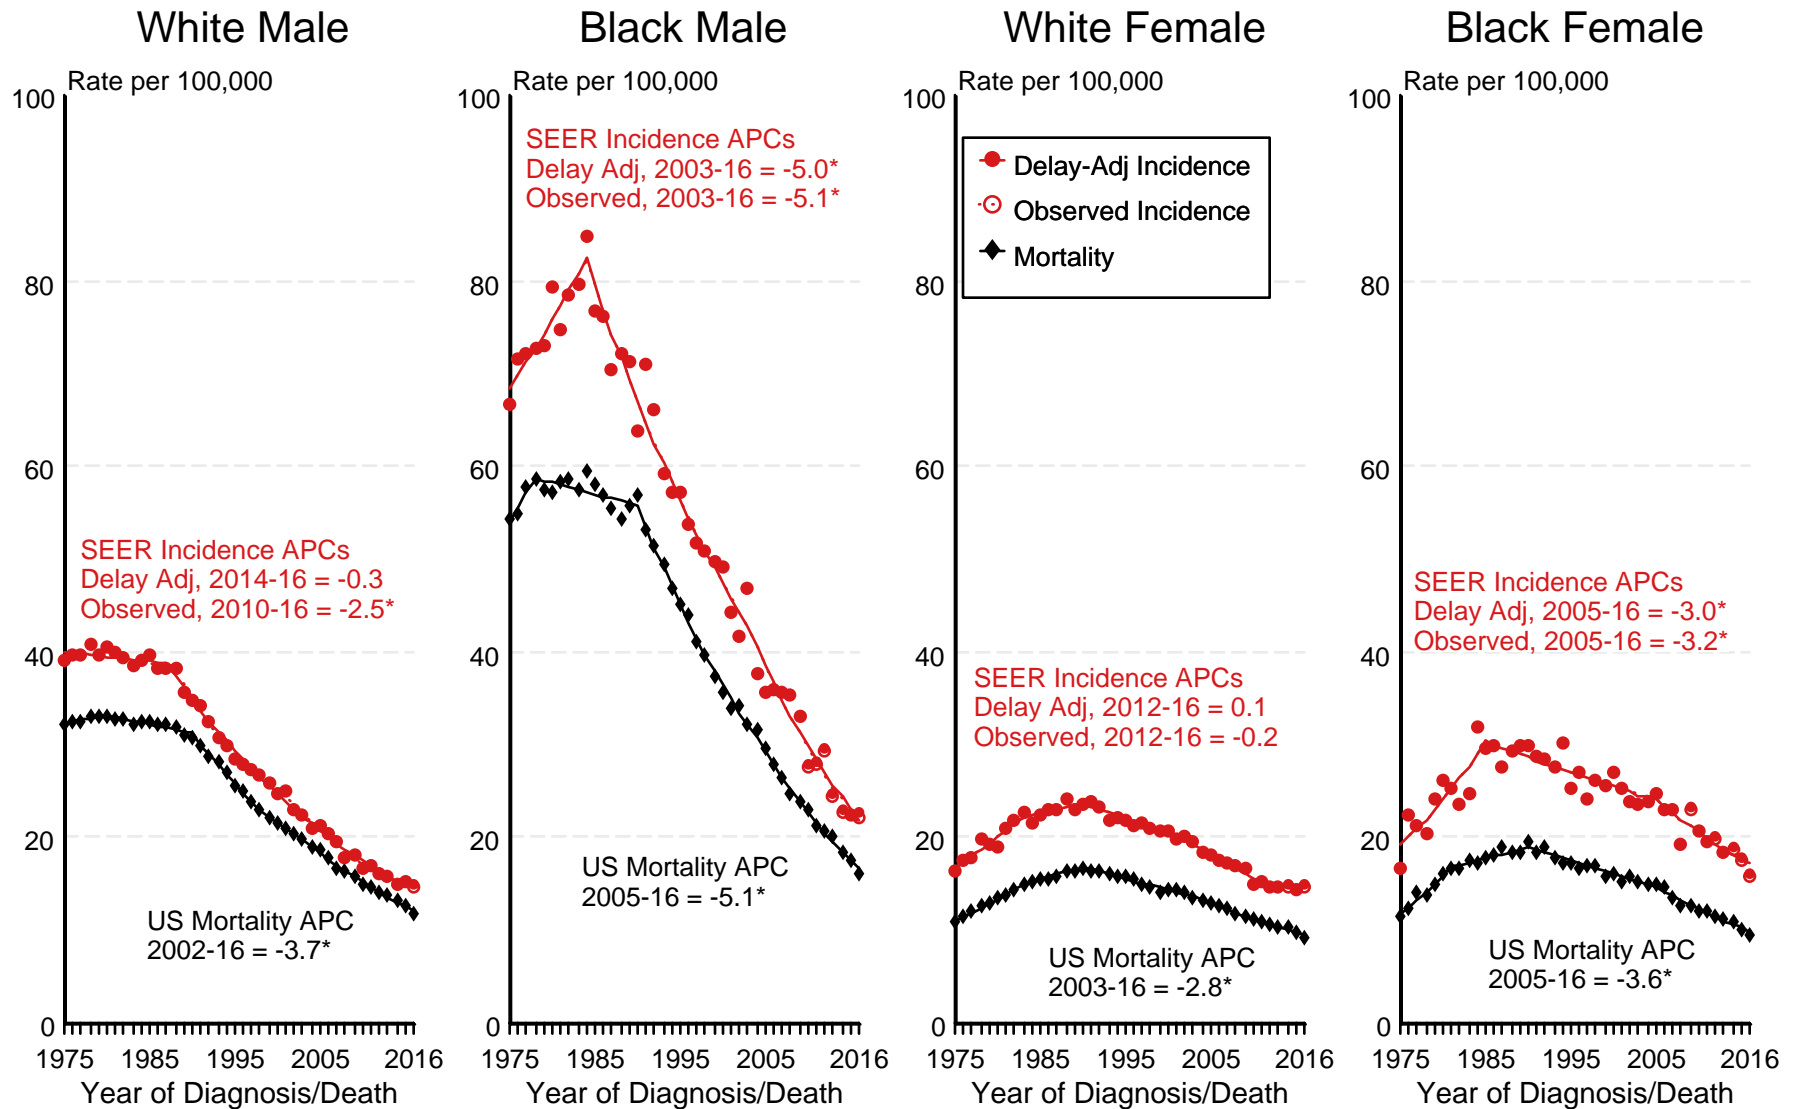 White Male
Rate per 100,000
100
80
60
40
20
0
SEER Incidence APCs
Delay Adj, 2014-16 = -0.3
Observed, 2010-16 = -2.5*
US Mortality APC
2002-16 = -3.7*
1975 1985 1995 2005 2016
Year of Diagnosis/Death
Black Male
Rate per 100,000
100
80
60
40
20
0
SEER Incidence APCs
Delay Adj, 2003-16 = -5.0*
Observed, 2003-16 = -5.1*
US Mortality APC
2005-16 = -5.1*
1975 1985 1995 2005 2016
Year of Diagnosis/Death
White Female
Rate per 100,000
100
80
60
40
20
0
Delay-Adj Incidence
Observed Incidence
Mortality
SEER Incidence APCs
Delay Adj, 2012-16 = 0.1
Observed, 2012-16 = -0.2
US Mortality APC
2003-16 = -2.8*
1975 1985 1995 2005 2016
Year of Diagnosis/Death
Black Female
Rate per 100,000
100
80
60
40
20
0
SEER Incidence APCs
Delay Adj, 2005-16 = -3.0*
Observed, 2005-16 = -3.2*
US Mortality APC
2005-16 = -3.6*
1975 1985 1995 2005 2016
Year of Diagnosis/Death